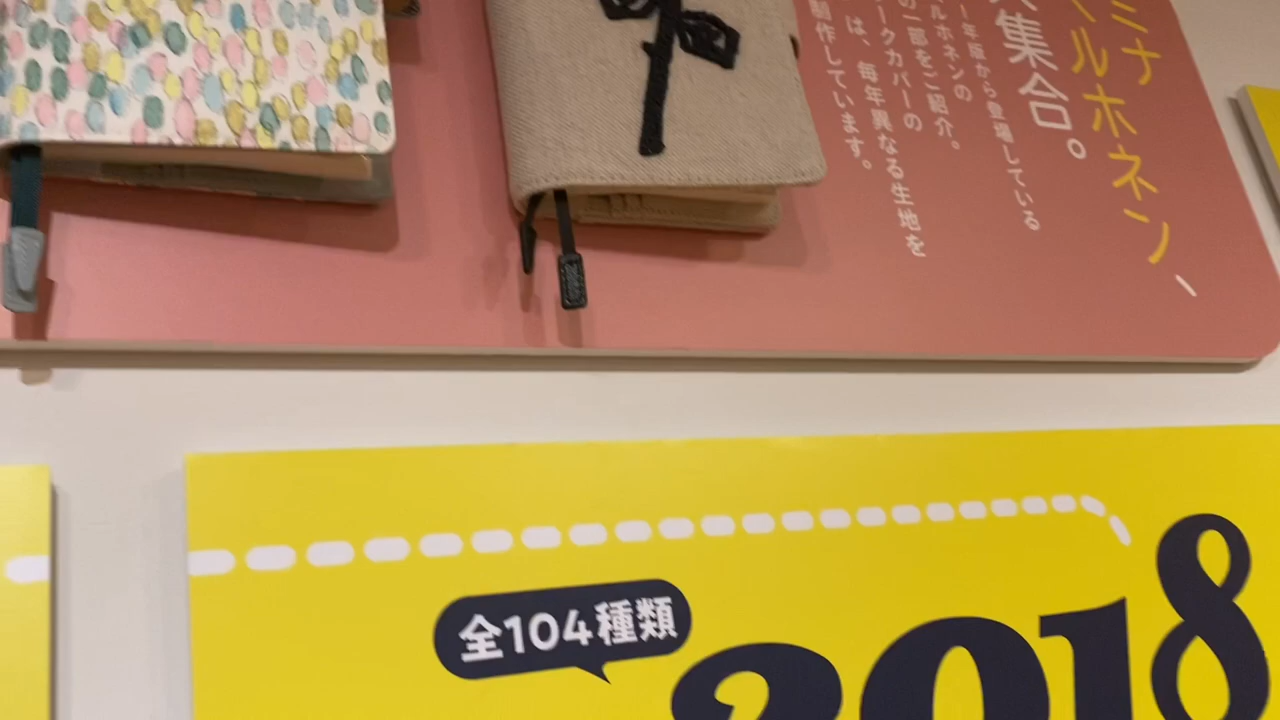 ミナ
ルホネン、
集合。
年版から登場している
ルホネンの
の一部をご紹介。
ークカバーの
は、毎年異なる生地を
制作しています。
全104種類
2018